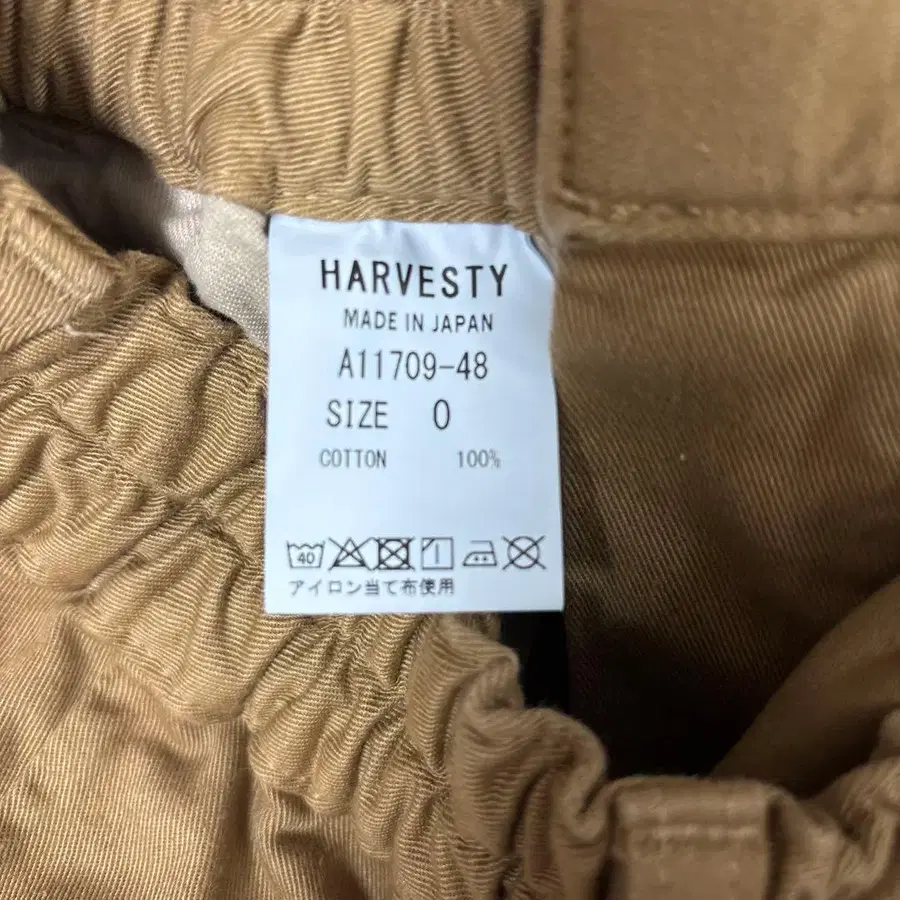 HARVESTY
MADE IN JAPAN
A11709-48
SIZE 0
COTTON 100%
40
アイロン当て布使用